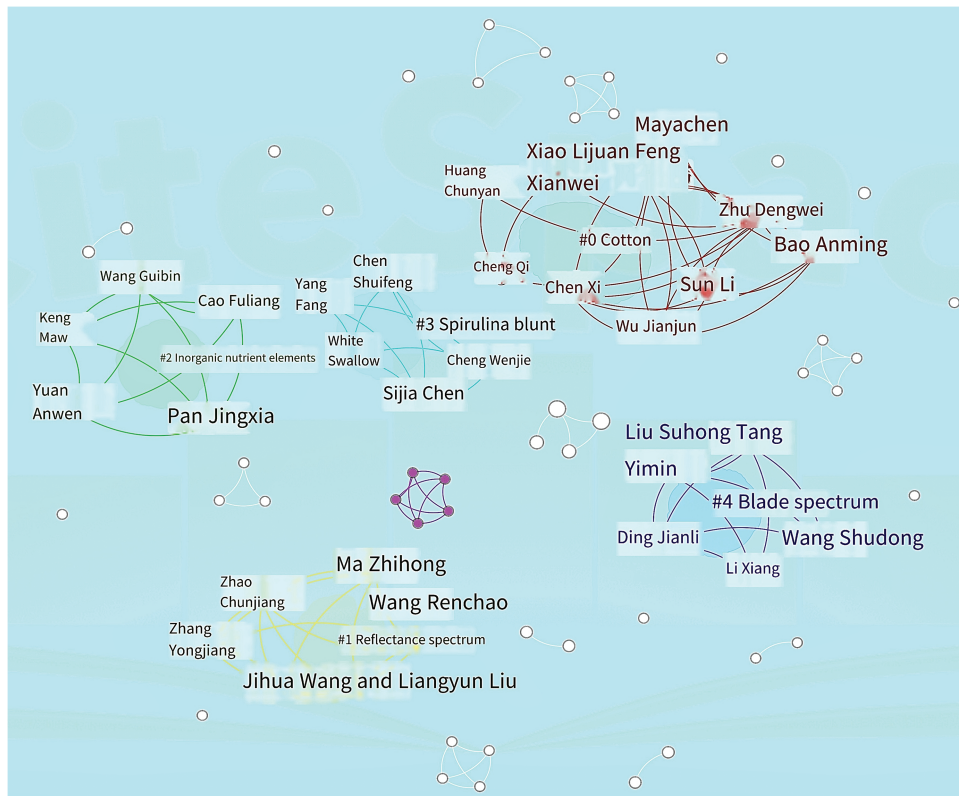 Mayachen
Xiao Lijuan Feng
Xianwei
Huang
Chunyan
Zhu Dengwei
#0 Cotton
Bao Anming
Cheng Qi
Chen Xi
Sun Li
Wu Jianjun
Wang Guibin
Cao Fuliang
Keng
Maw
#2 Inorganic nutrient elements
Yuan
Anwen
Pan Jingxia
Chen
Shuifeng
Yang
Fang
#3 Spirulina blunt
White
Swallow
Cheng Wenjie
Sijia Chen
Liu Suhong Tang
Yimin
#4 Blade spectrum
Ding Jianli
Wang Shudong
Li Xiang
Ma Zhihong
Zhao
Chunjiang
Wang Renchao
Zhang
Yongjiang
#1 Reflectance spectrum
Jihua Wang and Liangyun Liu